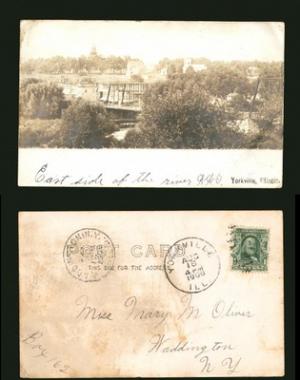 East side of the river
Yorkville, Illinois
POST CARD
THIS SIDE FOR THE ADDRESS
YORKVILLE
ILL
1906
Miss Mary M Oliver
Waddington
N Y
Box 62